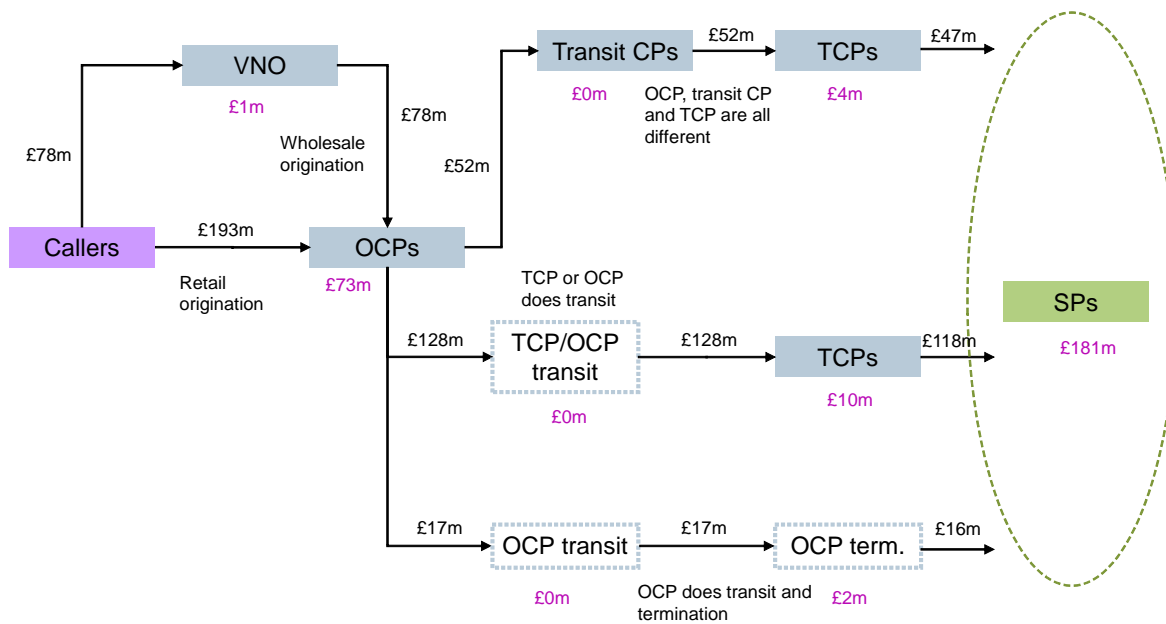 £52m
£47m
VNO
Transit CPs
TCPs
£1m
£0m
OCP, transit CP
and TCP are all
different
£4m
£78m
Wholesale
origination
£78m
£52m
Callers
£193m
OCPs
Retail
origination
£73m
TCP or OCP
does transit
SPs
£128m
TCP/OCP
transit
£128m
TCPs
£118m
£181m
£0m
£10m
£17m
OCP transit
£17m
OCP term.
£16m
£0m
OCP does transit and
termination
£2m